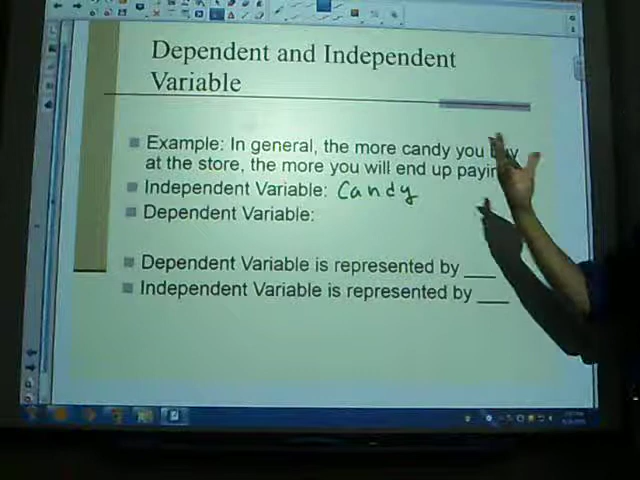 Dependent and Independent
Variable
Example: In general, the more candy you
at the store, the more you will end up
Independent Variable: Candy
Dependent Variable:
Dependent Variable is represented by ___
Independent Variable is represented by ___